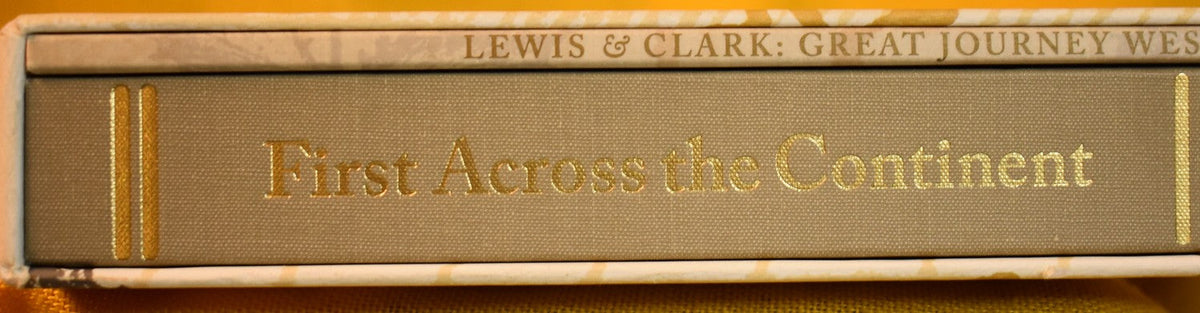 LEWIS & CLARK: GREAT JOURNEY WES
First Across the Continent